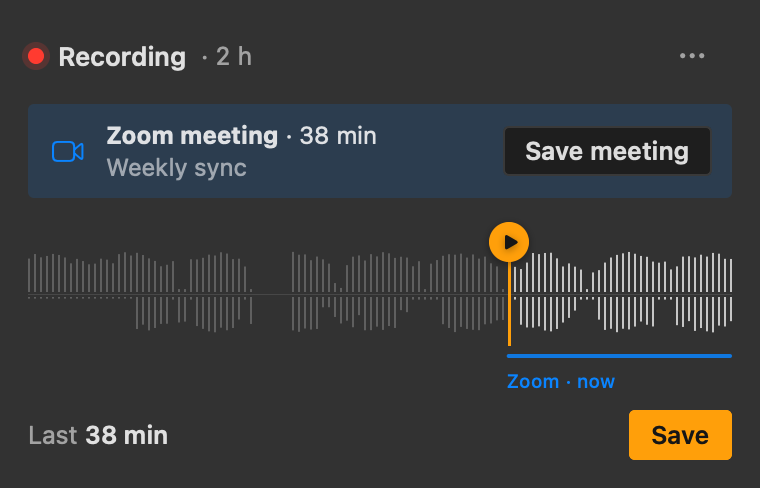 Recording · 2 h
Zoom meeting · 38 min
Weekly sync
Save meeting
Zoom · now
Last 38 min
Save